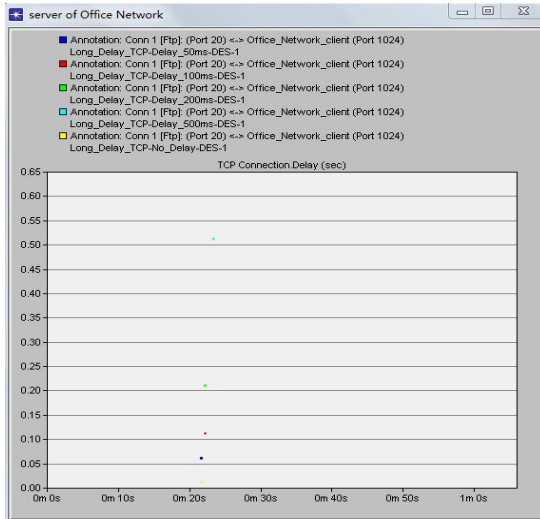 server of Office Network
Annotation: Conn 1 [Ftp]: (Port 20) <-> Office_Network_client (Port 1024)
Long_Delay_TCP-Delay_50ms-DES-1
Annotation: Conn 1 [Ftp]: (Port 20) <-> Office_Network_client (Port 1024)
Long_Delay_TCP-Delay_100ms-DES-1
Annotation: Conn 1 [Ftp]: (Port 20) <-> Office_Network_client (Port 1024)
Long_Delay_TCP-Delay_200ms-DES-1
Annotation: Conn 1 [Ftp]: (Port 20) <-> Office_Network_client (Port 1024)
Long_Delay_TCP-Delay_500ms-DES-1
Annotation: Conn 1 [Ftp]: (Port 20) <-> Office_Network_client (Port 1024)
Long_Delay_TCP-No_Delay-DES-1
TCP Connection.Delay (sec)
0.65
0.60
0.55
0.50
0.45
0.40
0.35
0.30
0.25
0.20
0.15
0.10
0.05
0.00
0m 0s 0m 10s 0m 20s 0m 30s 0m 40s 0m 50s 1m 0s